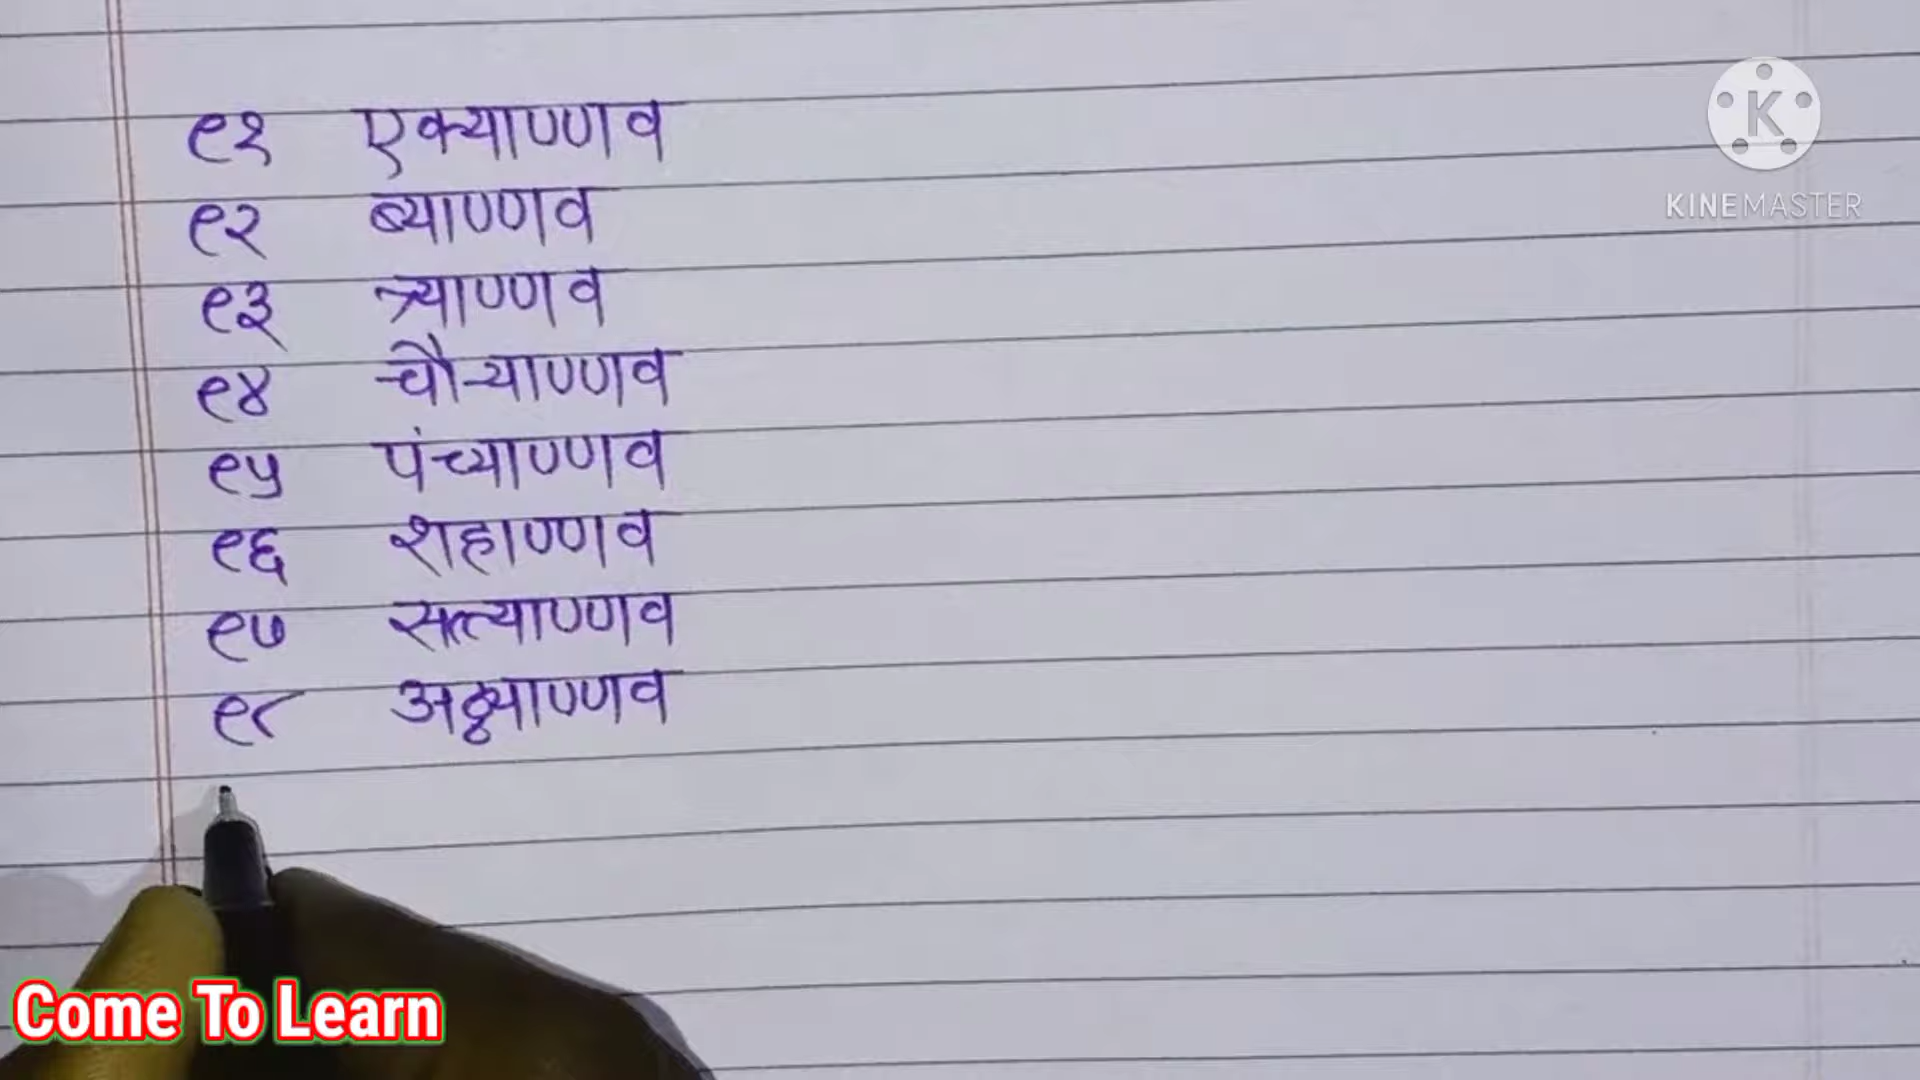 ९१ एक्याण्णव
ब्याण्णव KINEMASTER
९२ ब्याण्णव
९३ त्र्याण्णव
९४ चौऱ्याण्णव
९५ पंच्याण्णव
९६ शहाण्णव
९७ सत्याण्णव
९८ अठ्ठ्याण्णव
Come To Learn